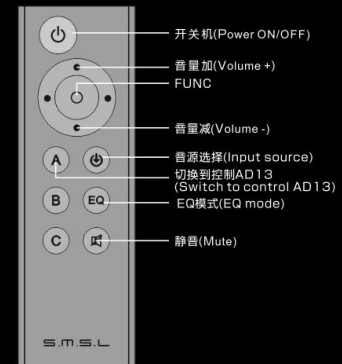 开关机(Power ON/OFF)
音量加(Volume +)
FUNC
音量减(Volume -)
A
音源选择(Input source)
切换到控制AD13
(Switch to control AD13)
B
EQ
EQ模式(EQ mode)
C
静音(Mute)
S.M.S.L